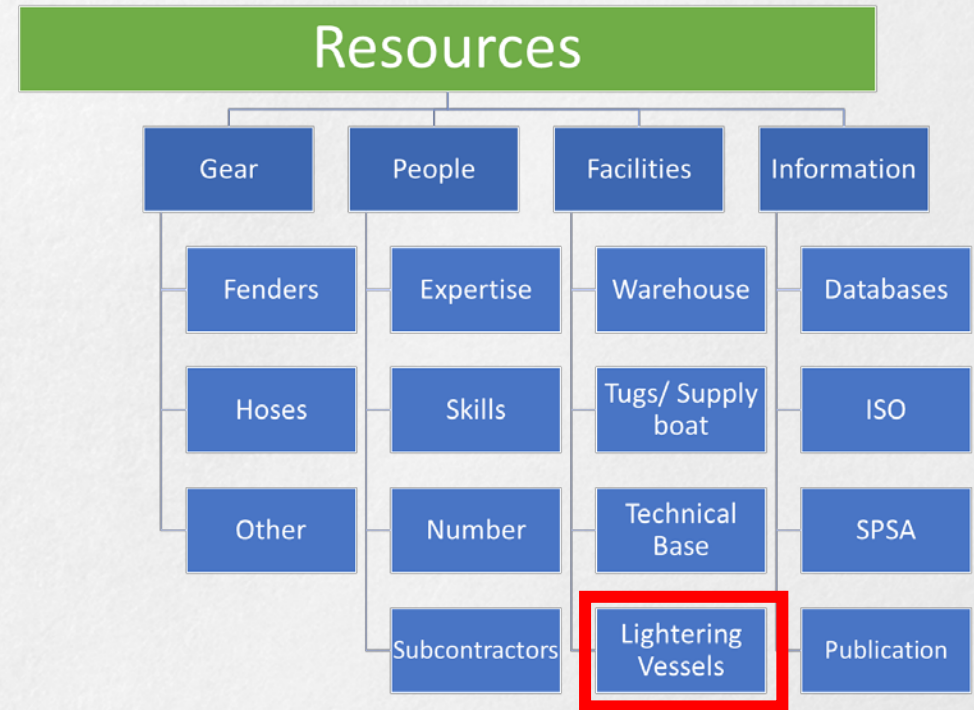 Resources
Gear
People
Facilities
Information
Fenders
Expertise
Warehouse
Databases
Hoses
Skills
Tugs/ Supply
boat
ISO
Other
Number
Technical
Base
SPSA
Subcontractors
Lightering
Vessels
Publication